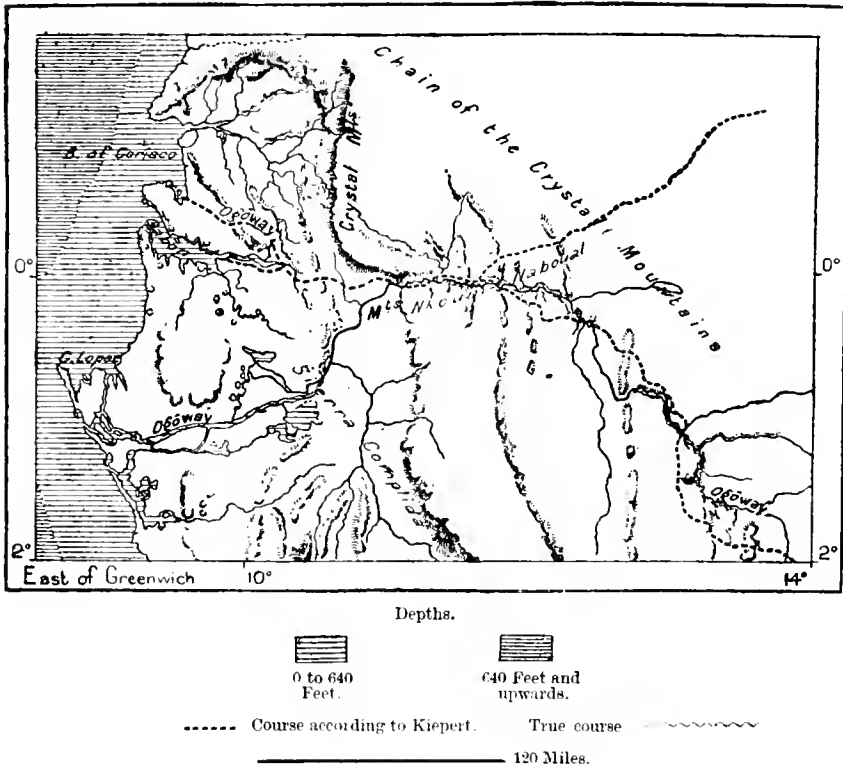 Chain of the Crystal Mountains
Crystal Mts
B. of Corisco
Ogôway
0°
0°
Naboual
Mts
C. Lopez
Sierra
Complida
Ogôway
Ogôway
2°
2°
East of Greenwich
10°
14°
Depths.
0 to 640
Feet.
640 Feet and
upwards.
Course according to Kiepert.
True course
120 Miles.